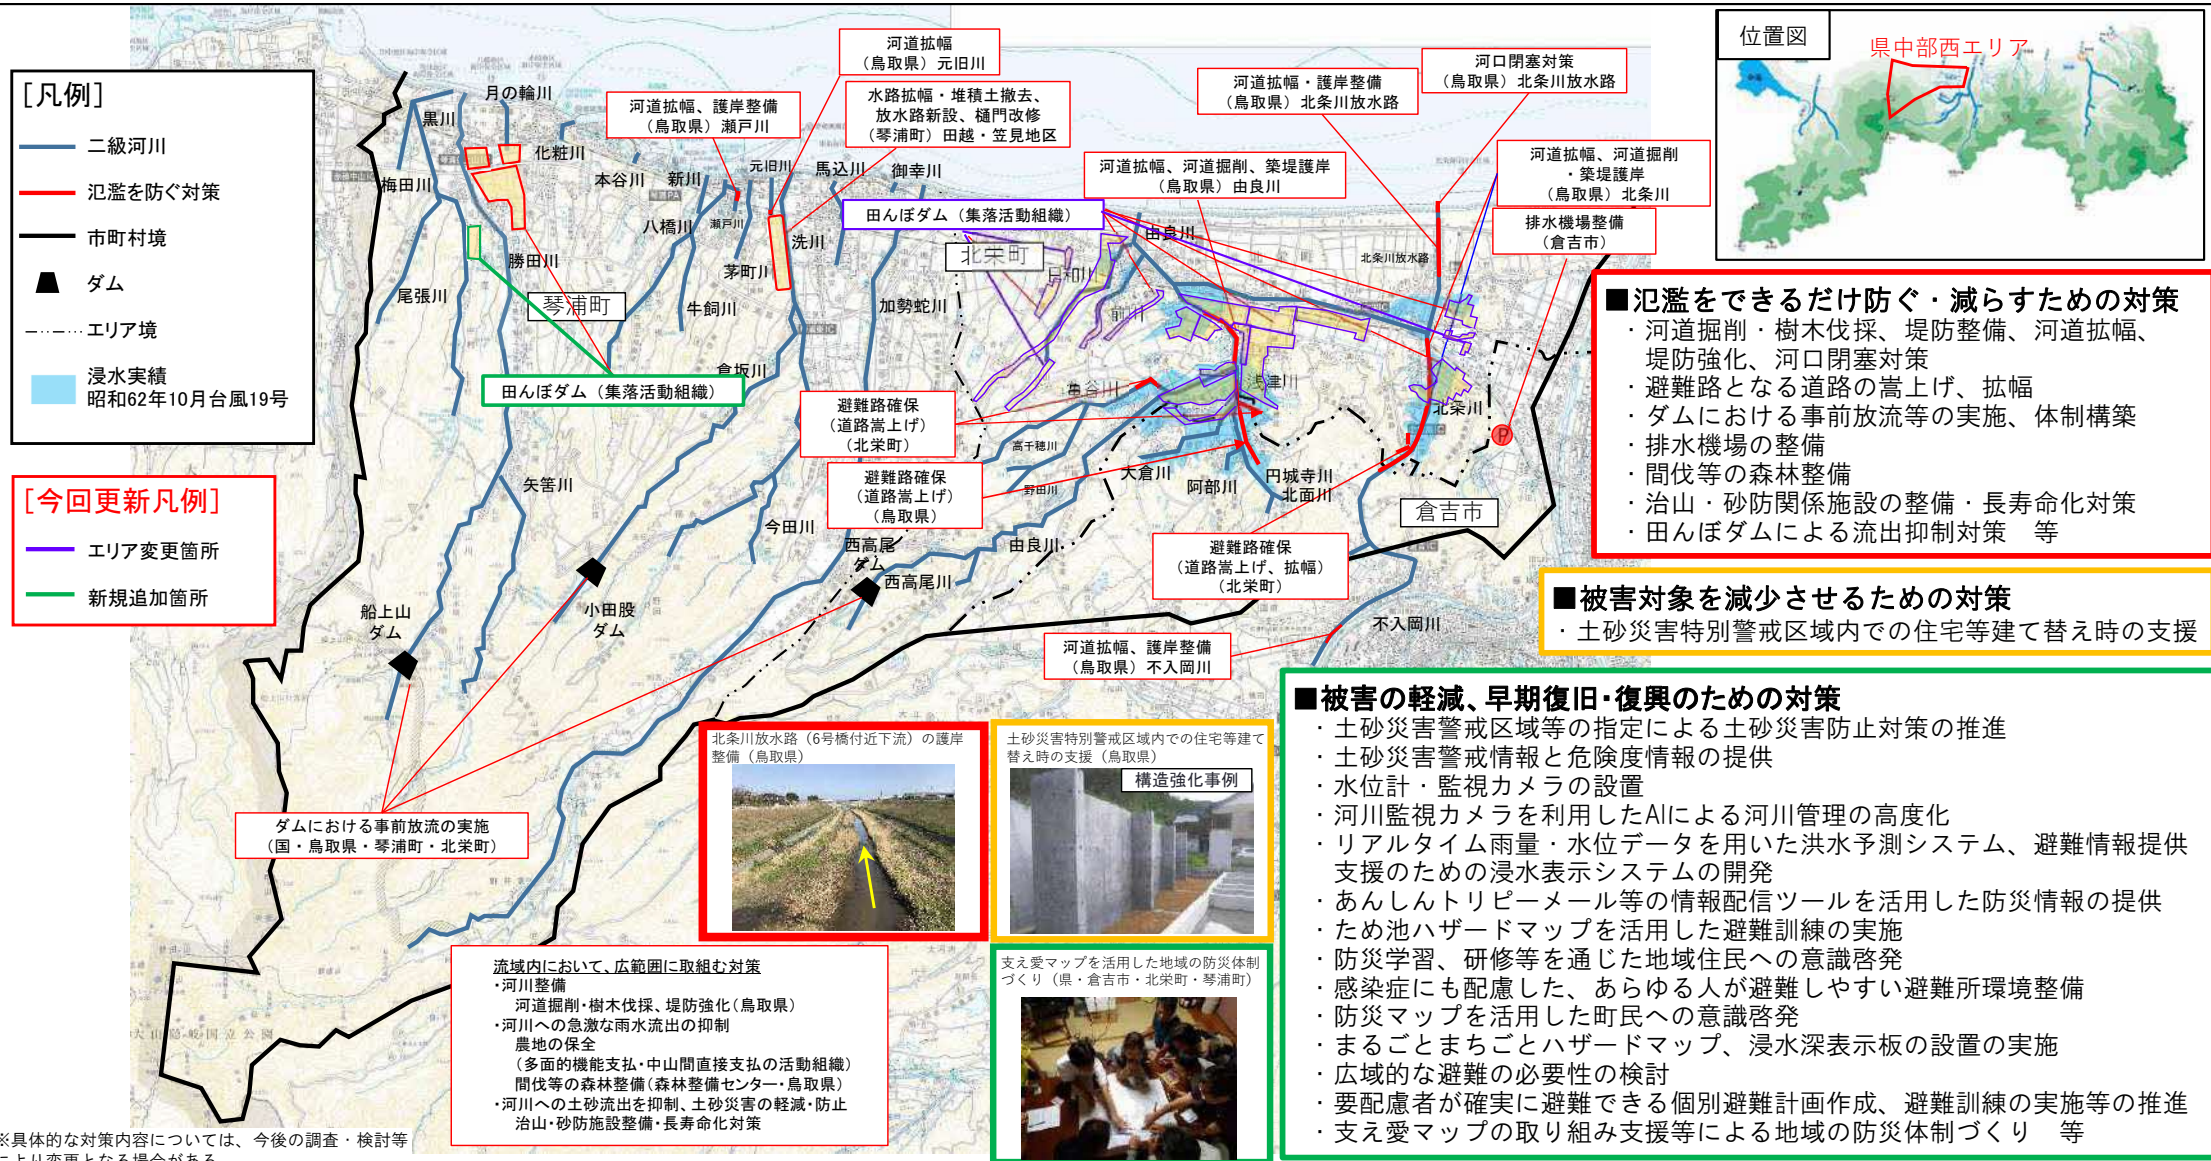 [凡例]
二級河川
氾濫を防ぐ対策
市町村境
ダム
エリア境
浸水実績
昭和62年10月台風19号
[今回更新凡例]
エリア変更箇所
新規追加箇所
位置図
県中部西エリア
河道拡幅
(鳥取県)元旧川
水路拡幅・堆積土撤去、
放水路新設、樋門改修
(琴浦町)田越・笠見地区
河道拡幅、護岸整備
(鳥取県)瀬戸川
河道拡幅・護岸整備
(鳥取県)北条川放水路
河口閉塞対策
(鳥取県)北条川放水路
河道拡幅、河道掘削、築堤護岸
(鳥取県)由良川
河道拡幅、河道掘削
・築堤護岸
(鳥取県)北条川
排水機場整備
(倉吉市)
田んぼダム(集落活動組織)
月の輪川
黒川
化粧川
梅田川
本谷川
新川
元旧川
馬込川
御幸川
八橋川
瀬戸川
洗川
茅町川
勝田川
尾張川
琴浦町
牛飼川
加勢蛇川
北栄町
日和川
由良川
前川
北条川放水路
倉坂川
田んぼダム(集落活動組織)
亀谷川
浅津川
北条川
P
避難路確保
(道路嵩上げ)
(北栄町)
高千穂川
避難路確保
(道路嵩上げ)
(鳥取県)
野田川
大倉川
阿部川
円城寺川
北面川
倉吉市
矢筈川
今田川
西高尾
ダム
西高尾川
由良川
避難路確保
(道路嵩上げ、拡幅)
(北栄町)
船上山
ダム
小田股
ダム
不入岡川
河道拡幅、護岸整備
(鳥取県)不入岡川
ダムにおける事前放流の実施
(国・鳥取県・琴浦町・北栄町)
■氾濫をできるだけ防ぐ・減らすための対策
・河道掘削・樹木伐採、堤防整備、河道拡幅、
堤防強化、河口閉塞対策
・避難路となる道路の嵩上げ、拡幅
・ダムにおける事前放流等の実施、体制構築
・排水機場の整備
・間伐等の森林整備
・治山・砂防関係施設の整備・長寿命化対策
・田んぼダムによる流出抑制対策 等
■被害対象を減少させるための対策
・土砂災害特別警戒区域内での住宅等建て替え時の支援
■被害の軽減、早期復旧・復興のための対策
・土砂災害警戒区域等の指定による土砂災害防止対策の推進
・土砂災害警戒情報と危険度情報の提供
・水位計・監視カメラの設置
・河川監視カメラを利用したAIによる河川管理の高度化
・リアルタイム雨量・水位データを用いた洪水予測システム、避難情報提供
支援のための浸水表示システムの開発
・あんしんトリピーメール等の情報配信ツールを活用した防災情報の提供
・ため池ハザードマップを活用した避難訓練の実施
・防災学習、研修等を通じた地域住民への意識啓発
・感染症にも配慮した、あらゆる人が避難しやすい避難所環境整備
・防災マップを活用した町民への意識啓発
・まるごとまちごとハザードマップ、浸水深表示板の設置の実施
・広域的な避難の必要性の検討
・要配慮者が確実に避難できる個別避難計画作成、避難訓練の実施等の推進
・支え愛マップの取り組み支援等による地域の防災体制づくり 等
北条川放水路(6号橋付近下流)の護岸
整備(鳥取県)
土砂災害特別警戒区域内での住宅等建て
替え時の支援(鳥取県)
構造強化事例
支え愛マップを活用した地域の防災体制
づくり(県・倉吉市・北栄町・琴浦町)
流域内において、広範囲に取組む対策
・河川整備
河道掘削・樹木伐採、堤防強化(鳥取県)
・河川への急激な雨水流出の抑制
農地の保全
(多面的機能支払・中山間直接支払の活動組織)
間伐等の森林整備(森林整備センター・鳥取県)
・河川への土砂流出を抑制、土砂災害の軽減・防止
治山・砂防施設整備・長寿命化対策
大山隠岐国立公園
※具体的な対策内容については、今後の調査・検討等
により変更となる場合がある